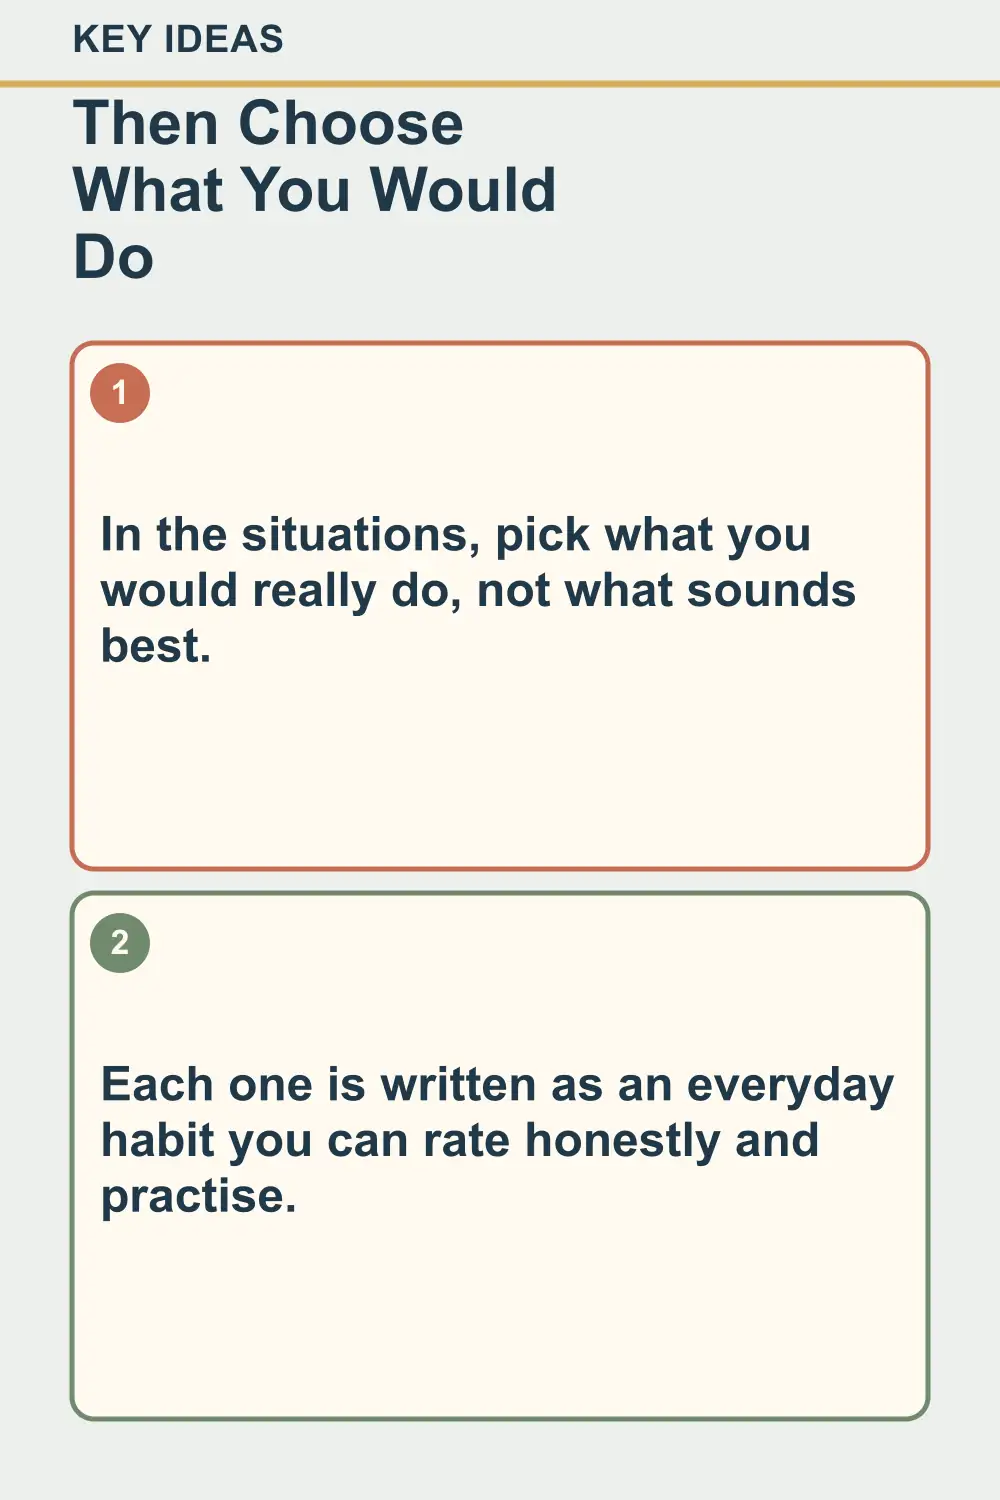 KEY IDEAS
Then Choose
What You Would
Do
1
In the situations, pick what you
would really do, not what sounds
best.
2
Each one is written as an everyday
habit you can rate honestly and
practise.